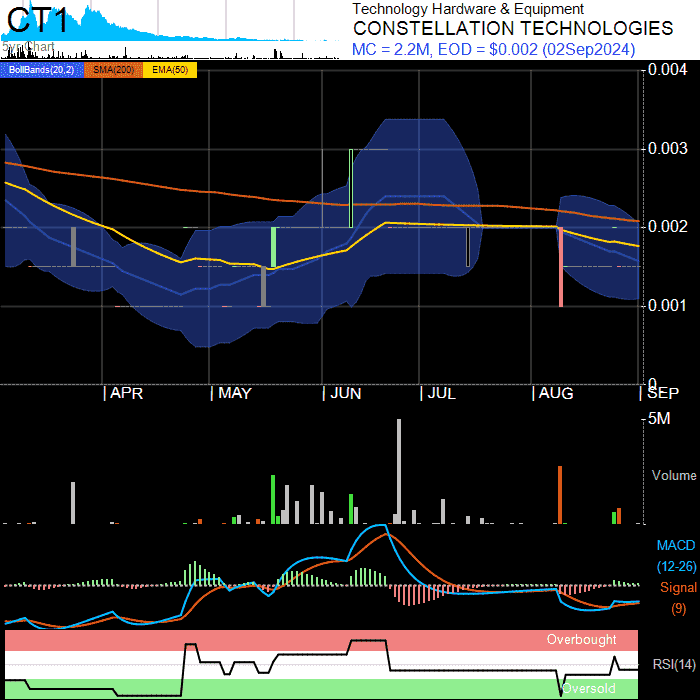 CT1
5yr Chart
Technology Hardware & Equipment
CONSTELLATION TECHNOLOGIES
MC = 2.2M, EOD = $0.002 (02Sep2024)
BollBands(20,2) SMA(200) EMA(50)
0.004
0.003
0.002
0.001
0
APR MAY JUN JUL AUG SEP
5M
Volume
MACD
(12-26)
Signal
(9)
Overbought
RSI(14)
Oversold